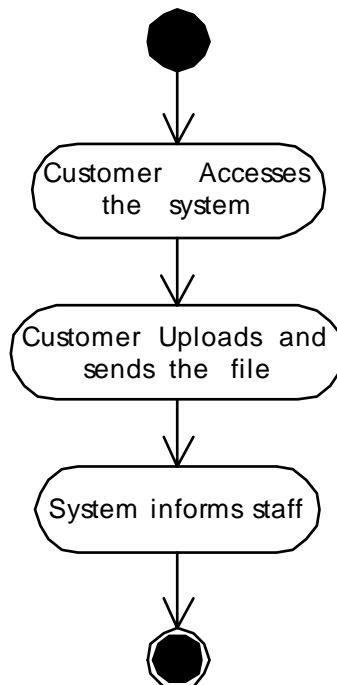 Customer Accesses
the system
Customer Uploads and
sends the file
System informs staff